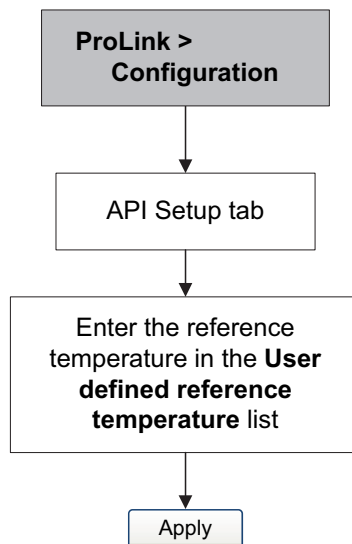 ProLink >
Configuration
API Setup tab
Enter the reference
temperature in the User
defined reference
temperature list
Apply